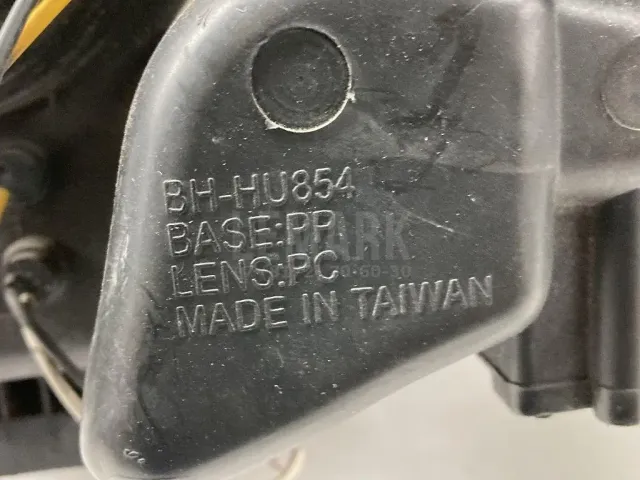 BH-HU854
BASE:PP
LENS:PC
MADE IN TAIWAN